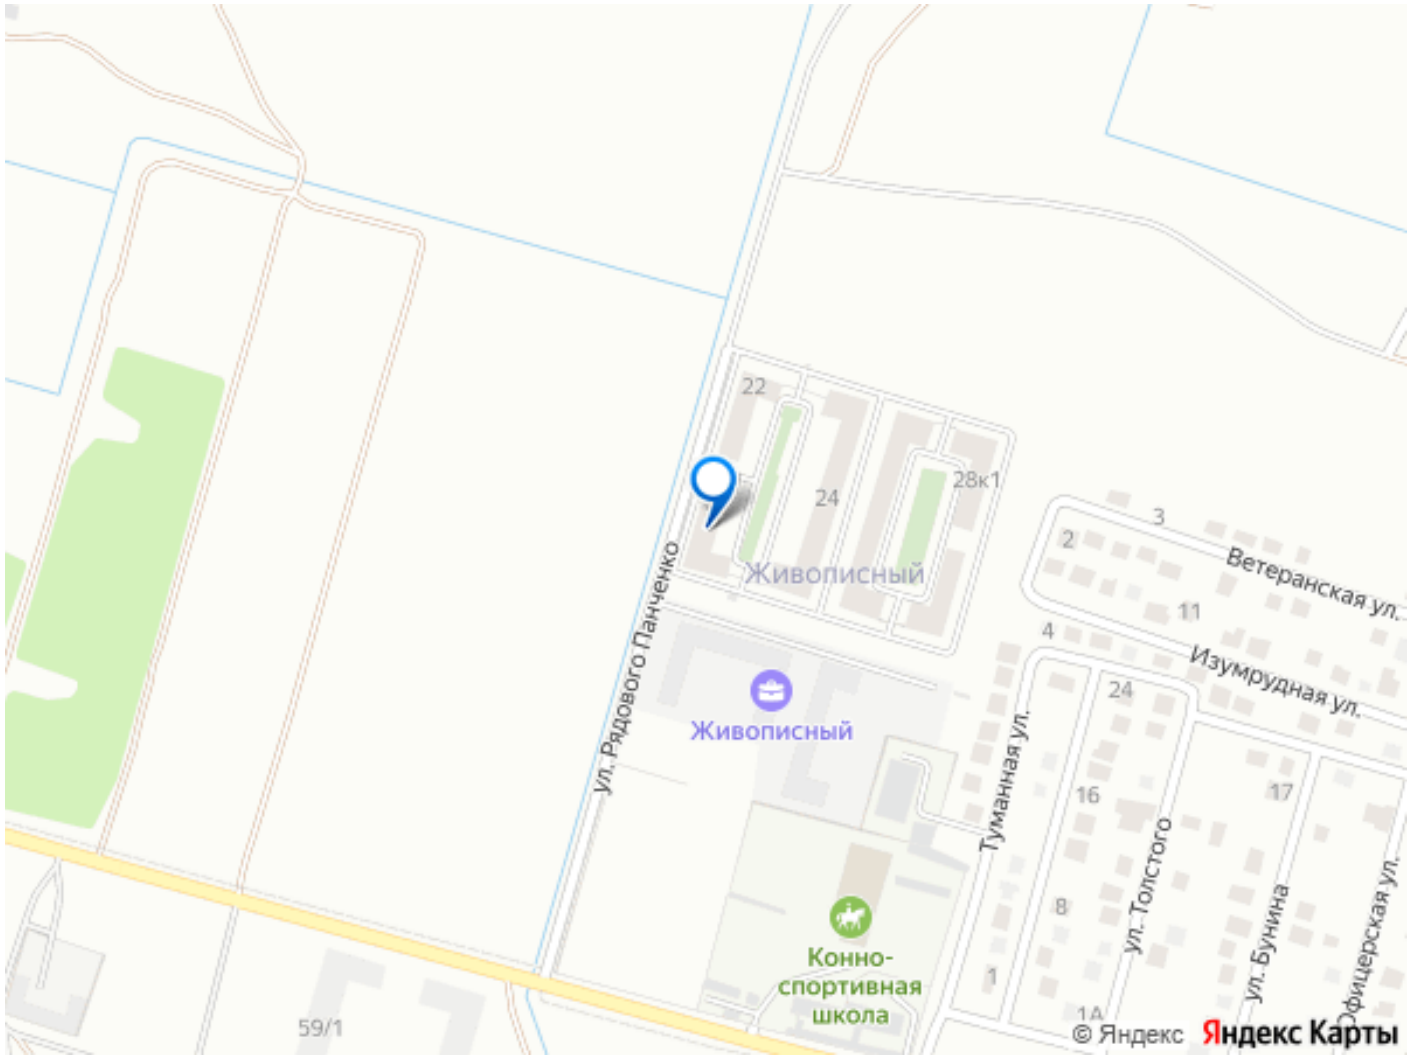 22
28к1
24
3
2
Живописный
Ветеранская ул.
11
4
ул. Рядового Панченко
Изумрудная ул.
24
Живописный
Туманная ул.
16
17
ул. Толстого
8
ул. Бунина
Офицерская ул.
Конно-
спортивная
школа
1
1А
59/1
© Яндекс Яндекс Карты